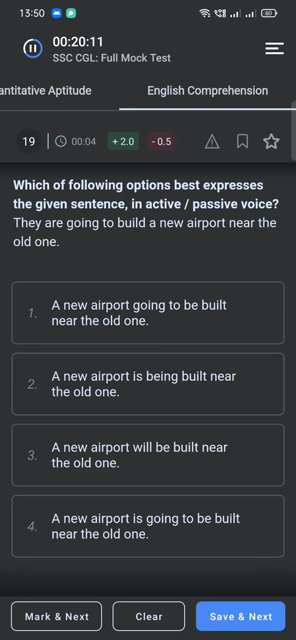 13:50
60
00:20:11
SSC CGL: Full Mock Test
antitative Aptitude English Comprehension
19 00:04 + 2.0 - 0.5
Which of following options best expresses
the given sentence, in active / passive voice?
They are going to build a new airport near the
old one.
1. A new airport going to be built
near the old one.
2. A new airport is being built near
the old one.
3. A new airport will be built near
the old one.
4. A new airport is going to be built
near the old one.
Mark & Next Clear Save & Next